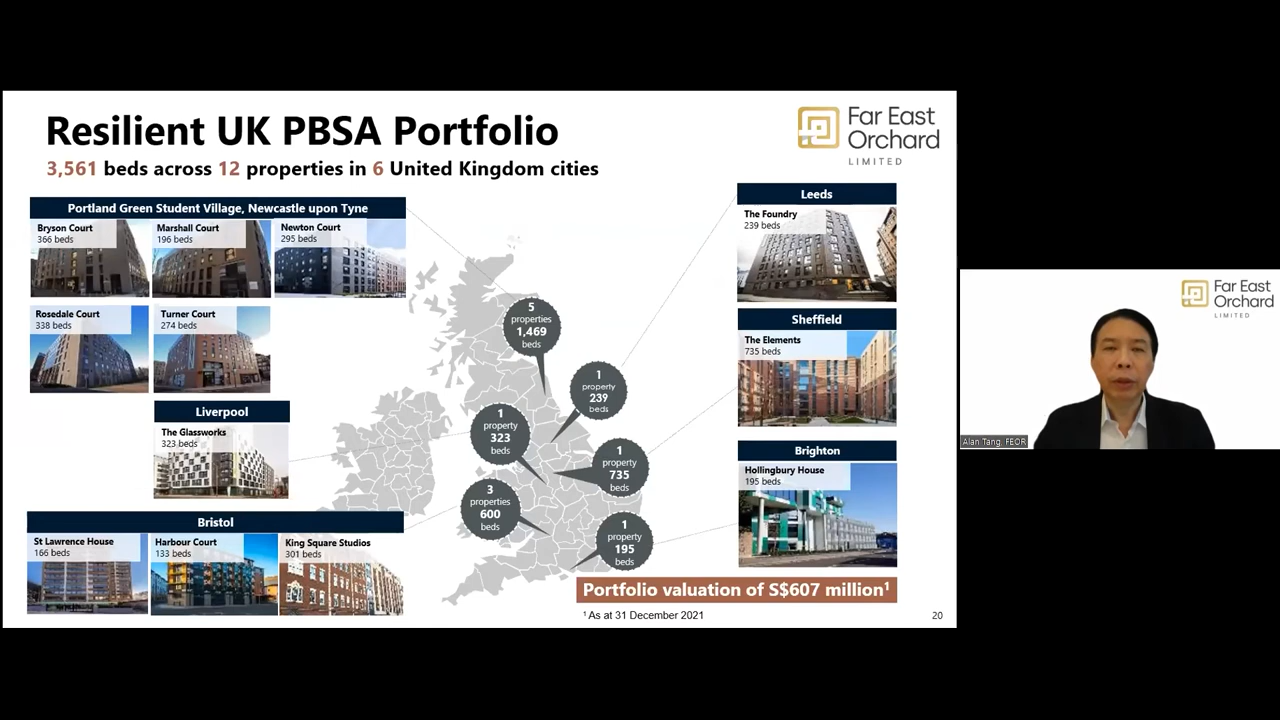 Resilient UK PBSA Portfolio
3,561 beds across 12 properties in 6 United Kingdom cities
Far East
Orchard
LIMITED
Portland Green Student Village, Newcastle upon Tyne
Bryson Court
366 beds
Marshall Court
196 beds
Newton Court
295 beds
Rosedale Court
338 beds
Turner Court
274 beds
Liverpool
The Glassworks
323 beds
Bristol
St Lawrence House
166 beds
Harbour Court
133 beds
King Square Studios
301 beds
5
properties
1,469
beds
1
property
239
beds
1
property
323
beds
1
property
735
beds
3
properties
600
beds
1
property
195
beds
Leeds
The Foundry
239 beds
Sheffield
The Elements
735 beds
Brighton
Hollingbury House
195 beds
Portfolio valuation of S$607 million¹
¹ As at 31 December 2021
20
Far East
Orchard
LIMITED
Alan Tang, FEOR